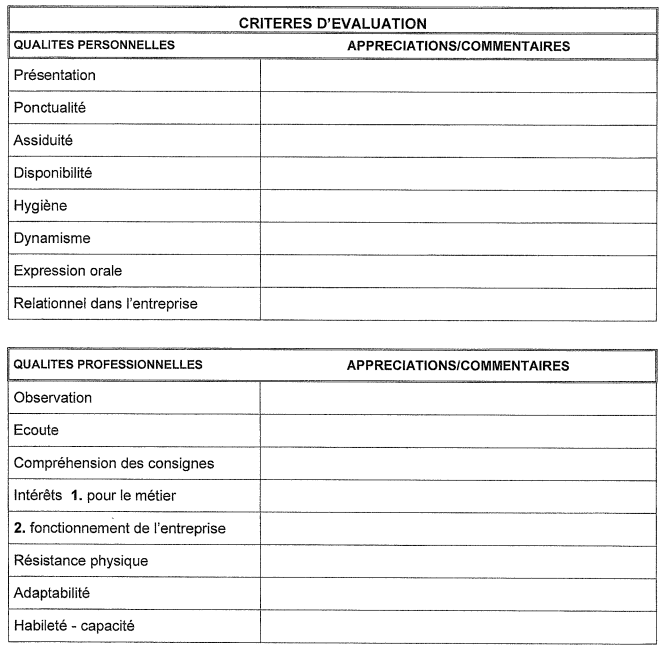 CRITERES D'EVALUATION
QUALITES PERSONNELLES APPRECIATIONS/COMMENTAIRES
Présentation
Ponctualité
Assiduité
Disponibilité
Hygiène
Dynamisme
Expression orale
Relationnel dans l'entreprise
QUALITES PROFESSIONNELLES APPRECIATIONS/COMMENTAIRES
Observation
Ecoute
Compréhension des consignes
Intérêts 1. pour le métier
2. fonctionnement de l'entreprise
Résistance physique
Adaptabilité
Habileté - capacité